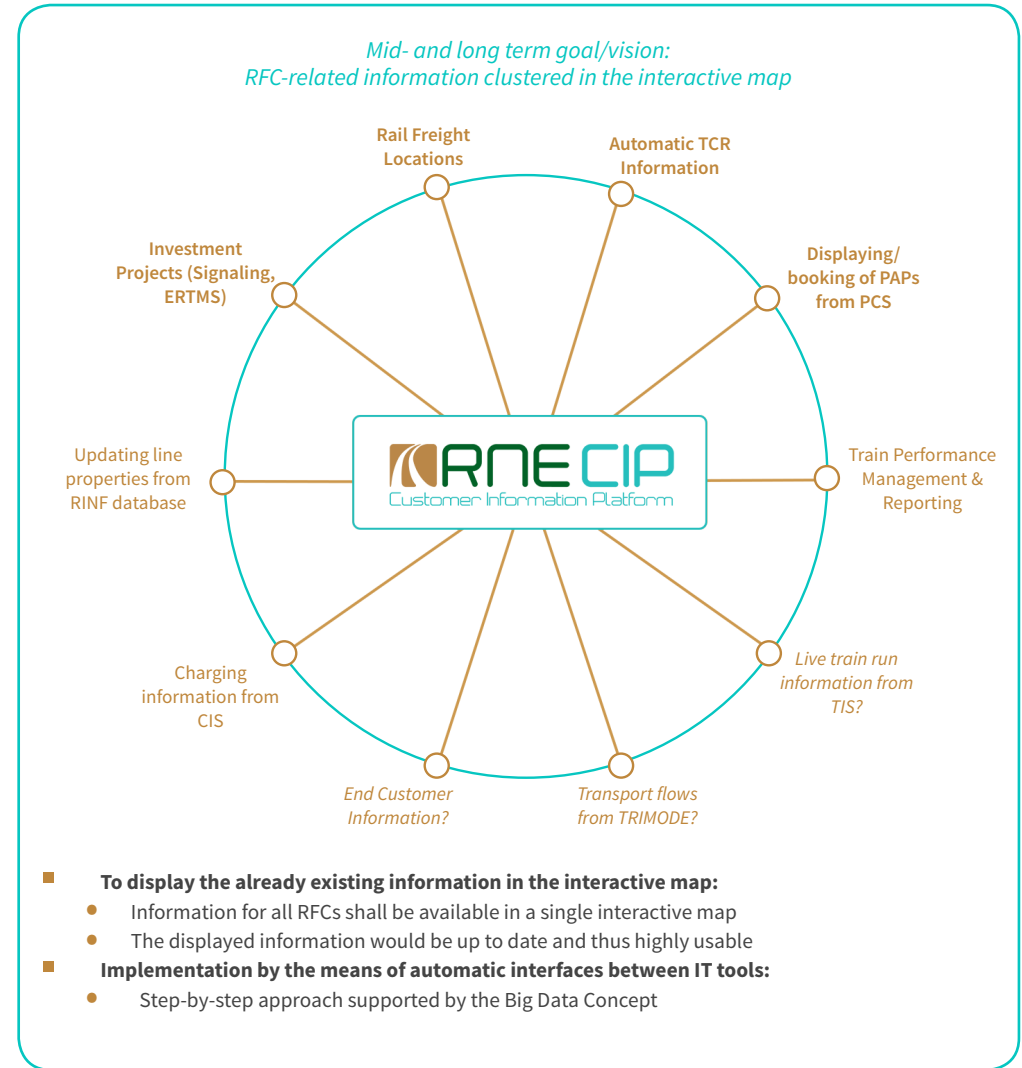 Mid- and long term goal/vision:
RFC-related information clustered in the interactive map
Rail Freight
Locations
Automatic TCR
Information
Investment
Projects (Signaling,
ERTMS)
Displaying/
booking of PAPs
from PCS
Updating line
properties from
RINF database
RNE CIP
Customer Information Platform
Train Performance
Management &
Reporting
Charging
information from
CIS
Live train run
information from
TIS?
End Customer
Information?
Transport flows
from TRIMODE?
To display the already existing information in the interactive map:
Information for all RFCs shall be available in a single interactive map
The displayed information would be up to date and thus highly usable
Implementation by the means of automatic interfaces between IT tools:
Step-by-step approach supported by the Big Data Concept